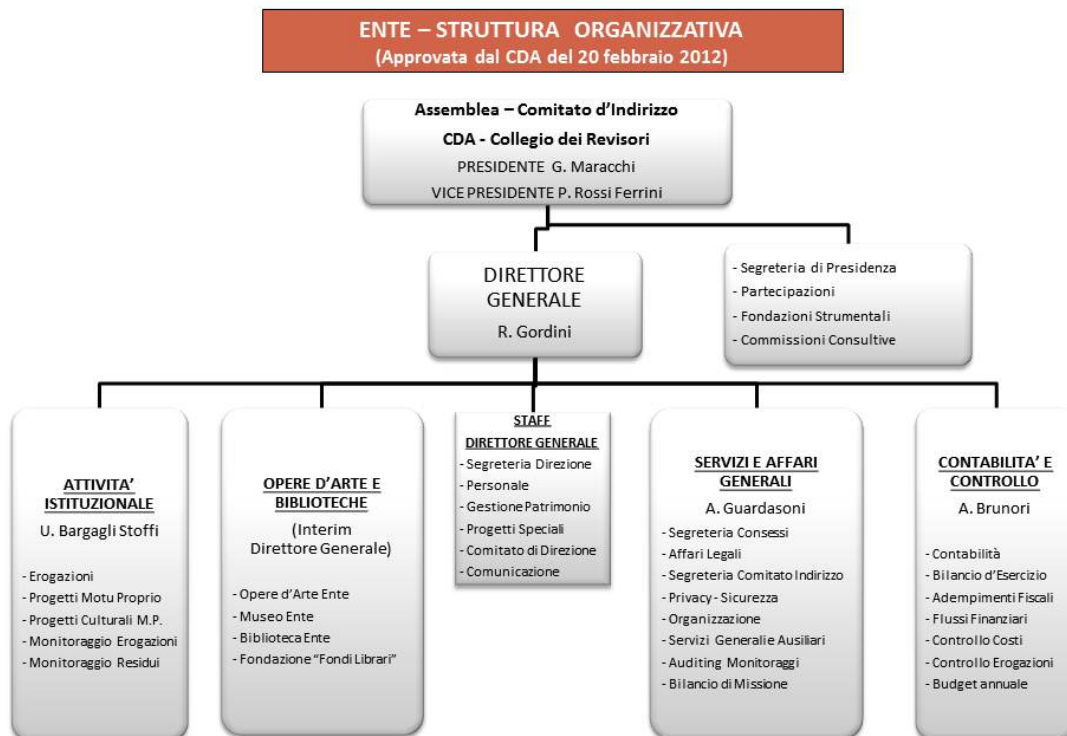 ENTE – STRUTTURA ORGANIZZATIVA
(Approvata dal CDA del 20 febbraio 2012)
Assemblea – Comitato d’Indirizzo
CDA - Collegio dei Revisori
PRESIDENTE G. Maracchi
VICE PRESIDENTE P. Rossi Ferrini
DIRETTORE
GENERALE
R. Gordini
- Segreteria di Presidenza
- Partecipazioni
- Fondazioni Strumentali
- Commissioni Consultive
ATTIVITA’
ISTITUZIONALE
U. Bargagli Stoffi
- Erogazioni
- Progetti Motu Proprio
- Progetti Culturali M.P.
- Monitoraggio Erogazioni
- Monitoraggio Residui
OPERE D’ARTE E
BIBLIOTECHE
(Interim
Direttore Generale)
- Opere d’Arte Ente
- Museo Ente
- Biblioteca Ente
- Fondazione “Fondi Librari”
STAFF
DIRETTORE GENERALE
- Segreteria Direzione
- Personale
- Gestione Patrimonio
- Progetti Speciali
- Comitato di Direzione
- Comunicazione
SERVIZI E AFFARI
GENERALI
A. Guardasoni
- Segreteria Consessi
- Affari Legali
- Segreteria Comitato Indirizzo
- Privacy - Sicurezza
- Organizzazione
- Servizi Generali e Ausiliari
- Auditing Monitoraggi
- Bilancio di Missione
CONTABILITA’ E
CONTROLLO
A. Brunori
- Contabilità
- Bilancio d’Esercizio
- Adempimenti Fiscali
- Flussi Finanziari
- Controllo Costi
- Controllo Erogazioni
- Budget annuale